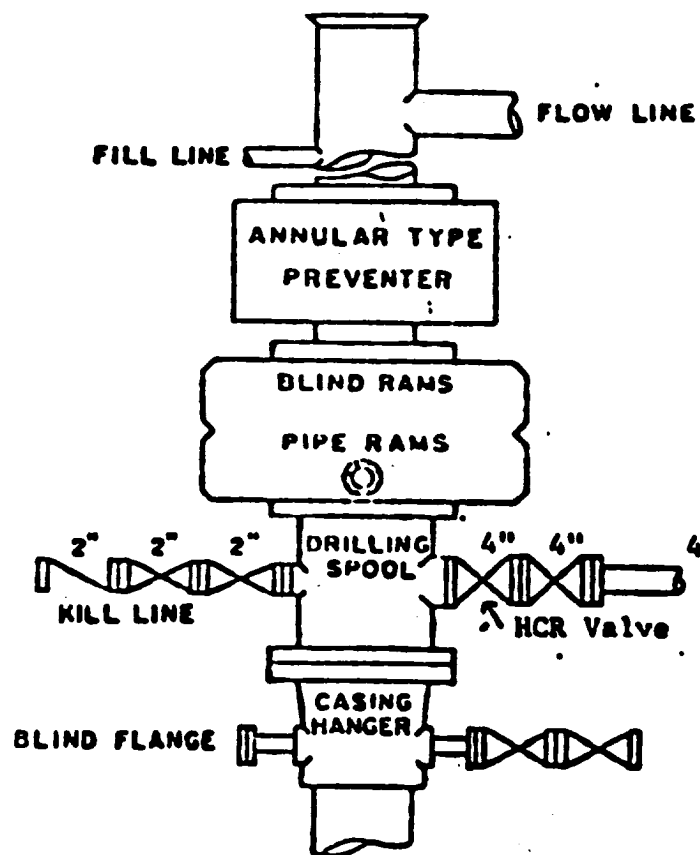 FLOW LINE
FILL LINE
ANNULAR TYPE
PREVENTER
BLIND RAMS
PIPE RAMS
2" 2" 2"
DRILLING
SPOOL
4" 4" 4
KILL LINE
HCR Valve
CASING
HANGER
BLIND FLANGE